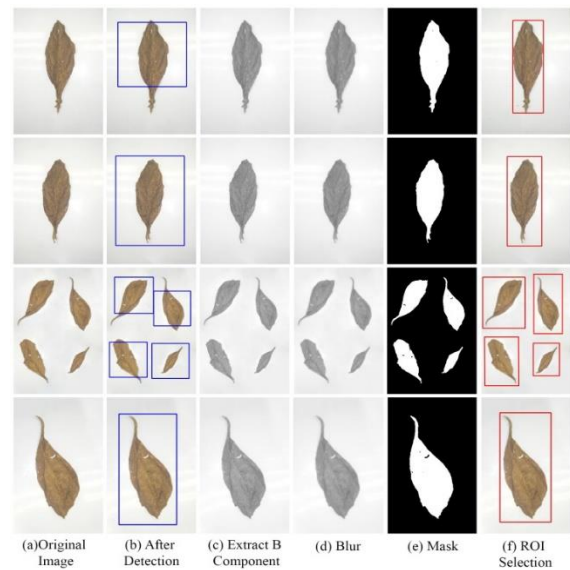 (a)Original Image
(b) After Detection
(c) Extract B Component
(d) Blur
(e) Mask
(f) ROI Selection